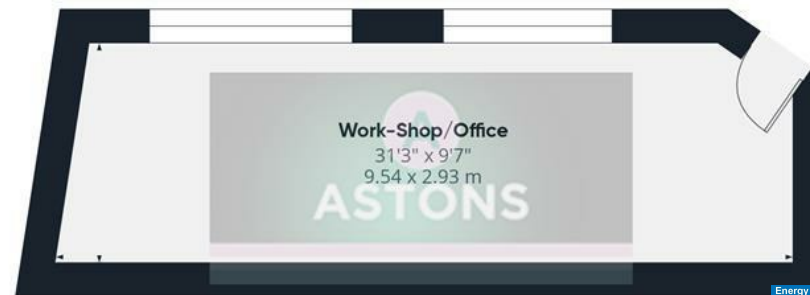 Work-Shop/Office
31'3" x 9'7"
9.54 x 2.93 m
A
ASTONS
Energy